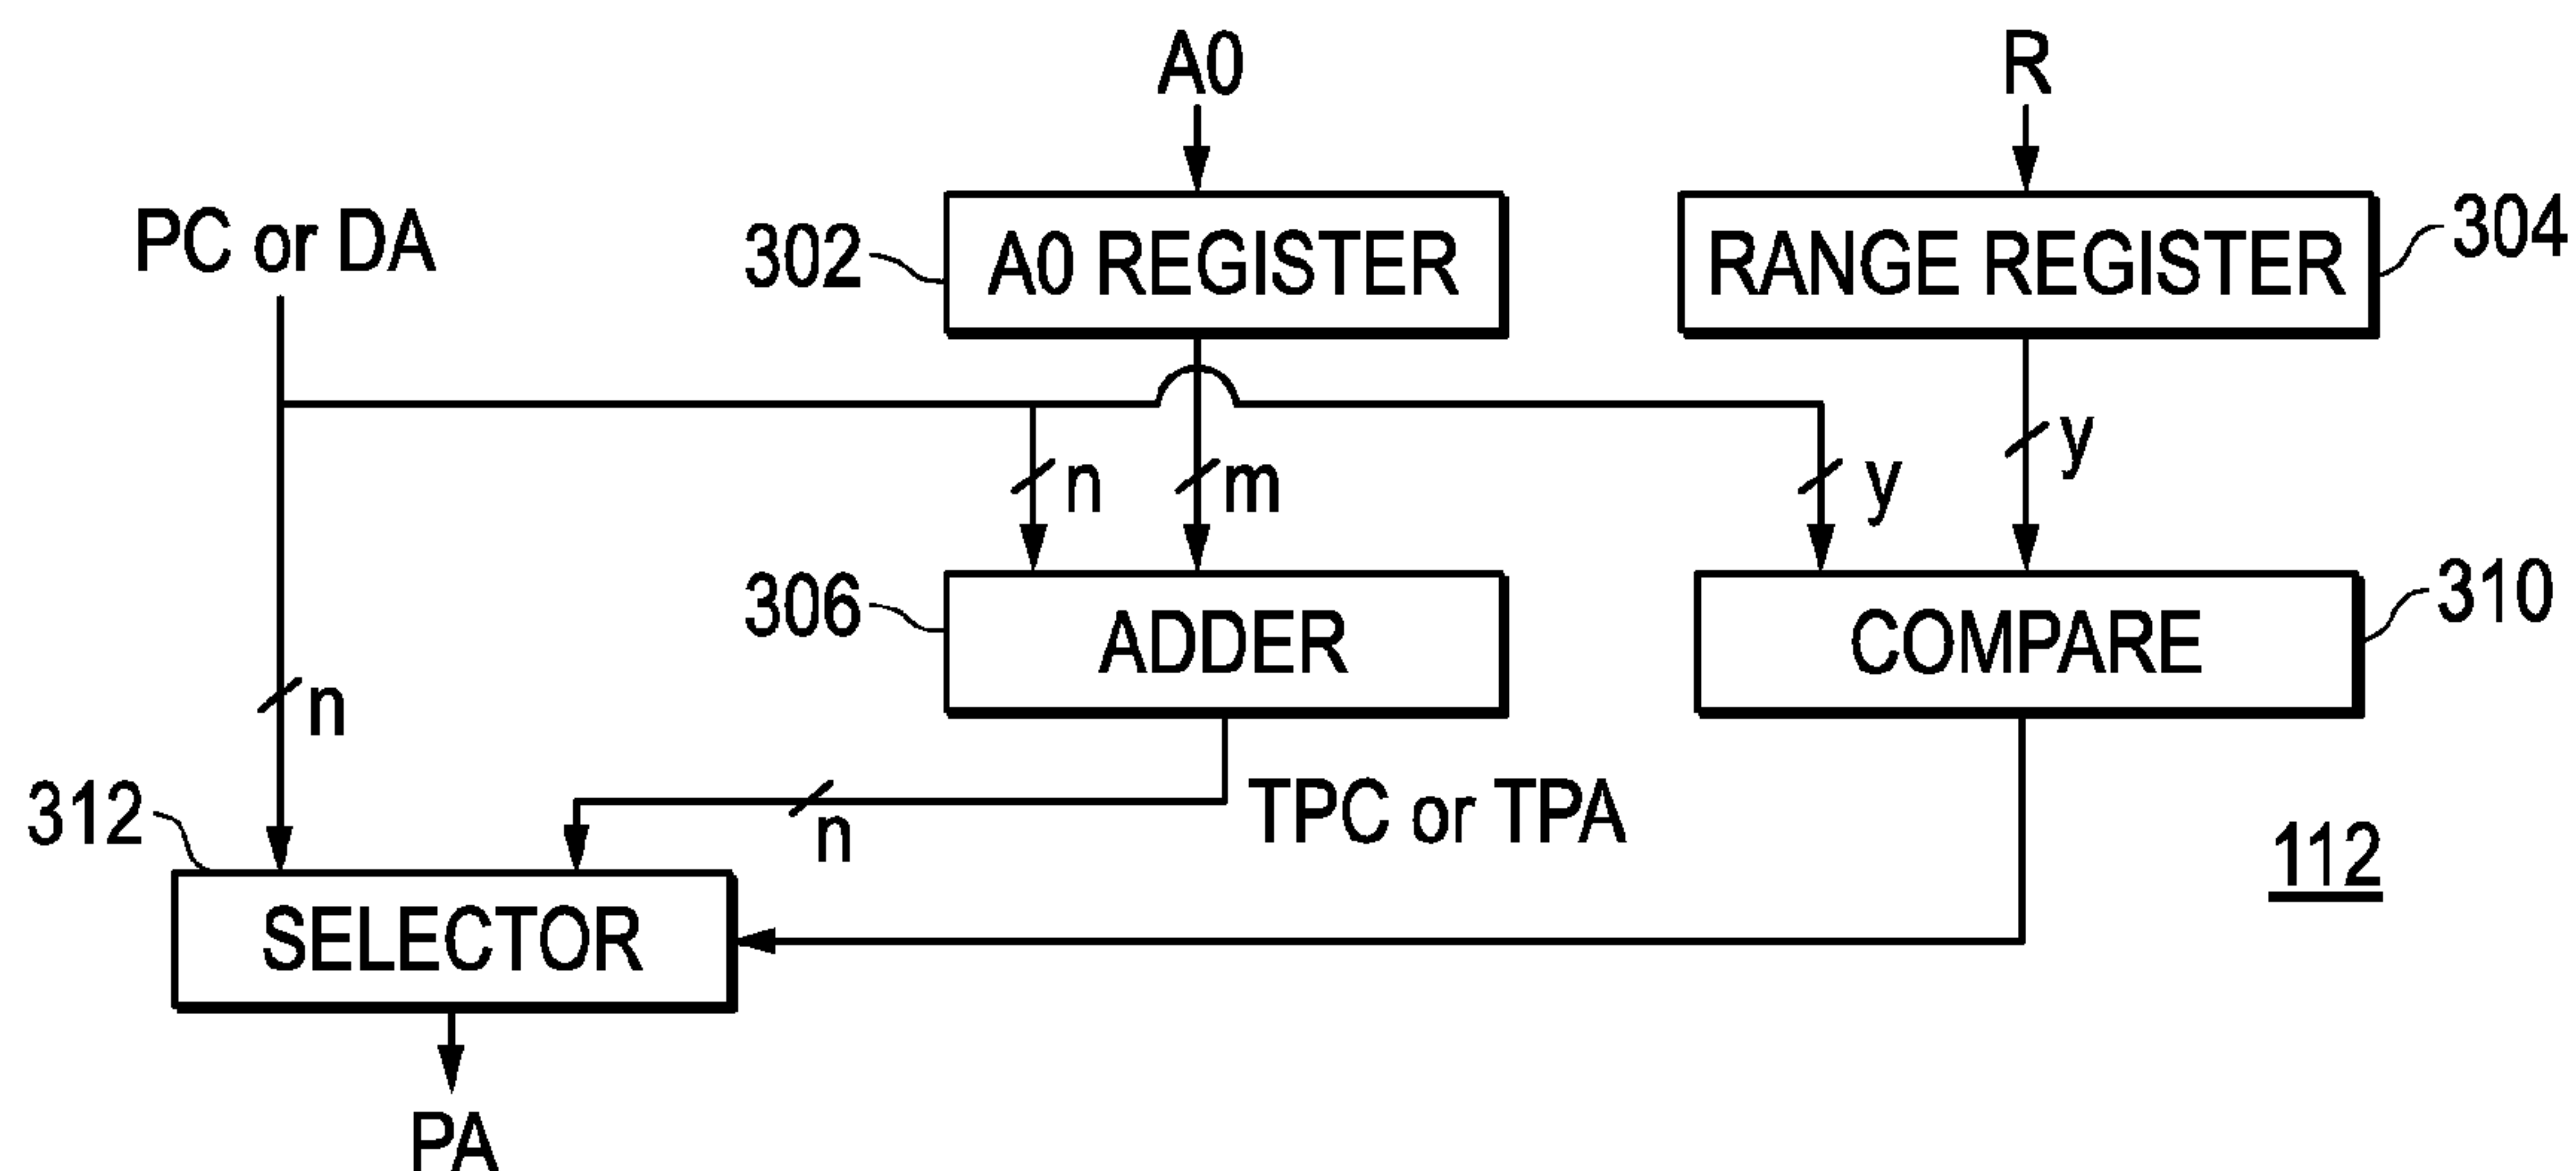 A0
R
PC or DA
302
A0 REGISTER
RANGE REGISTER
304
n
m
y
y
306
ADDER
COMPARE
310
n
n
TPC or TPA
312
SELECTOR
112
PA